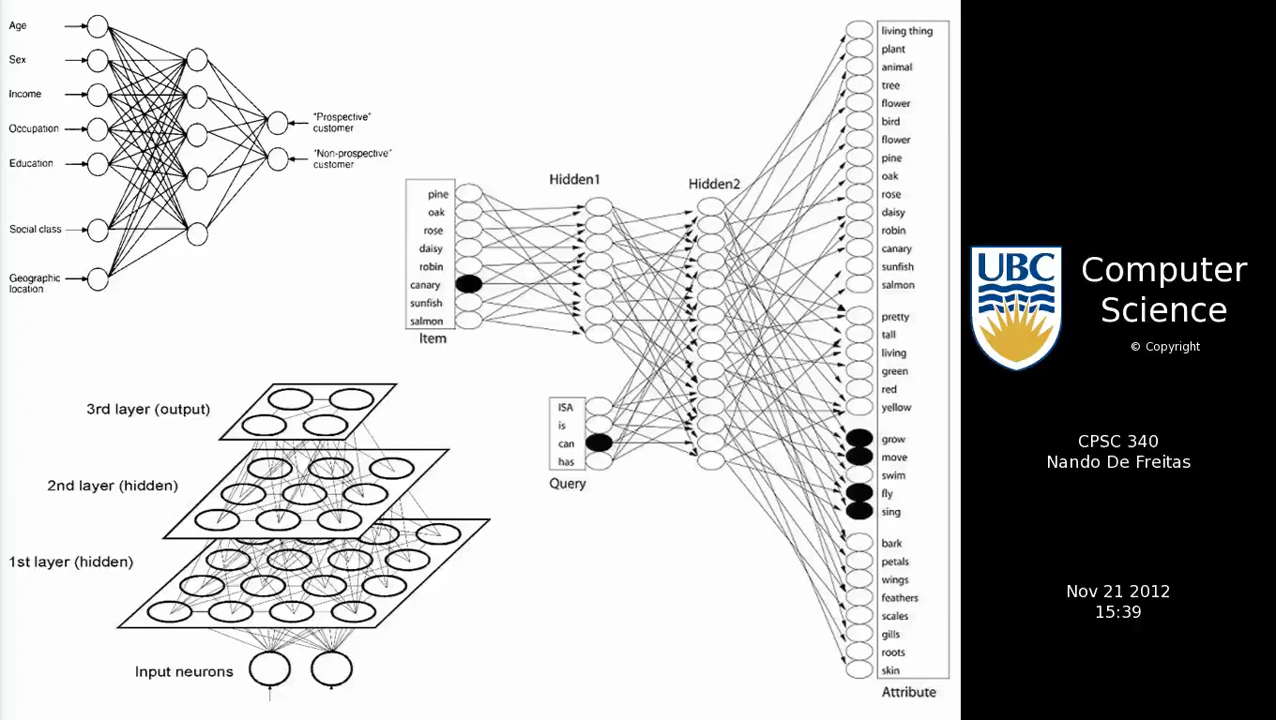 Age
Sex
Income
Occupation
Education
Social class
Geographic
location
"Prospective"
customer
"Non-prospective"
customer
pine
oak
rose
daisy
robin
canary
sunfish
salmon
Item
Hidden1
Hidden2
ISA
is
can
has
Query
living thing
plant
animal
tree
flower
bird
flower
pine
oak
rose
daisy
robin
canary
sunfish
salmon
pretty
tall
living
green
red
yellow
grow
move
swim
fly
sing
bark
petals
wings
feathers
scales
gills
roots
skin
Attribute
3rd layer (output)
2nd layer (hidden)
1st layer (hidden)
Input neurons
UBC
Computer
Science
© Copyright
CPSC 340
Nando De Freitas
Nov 21 2012
15:39